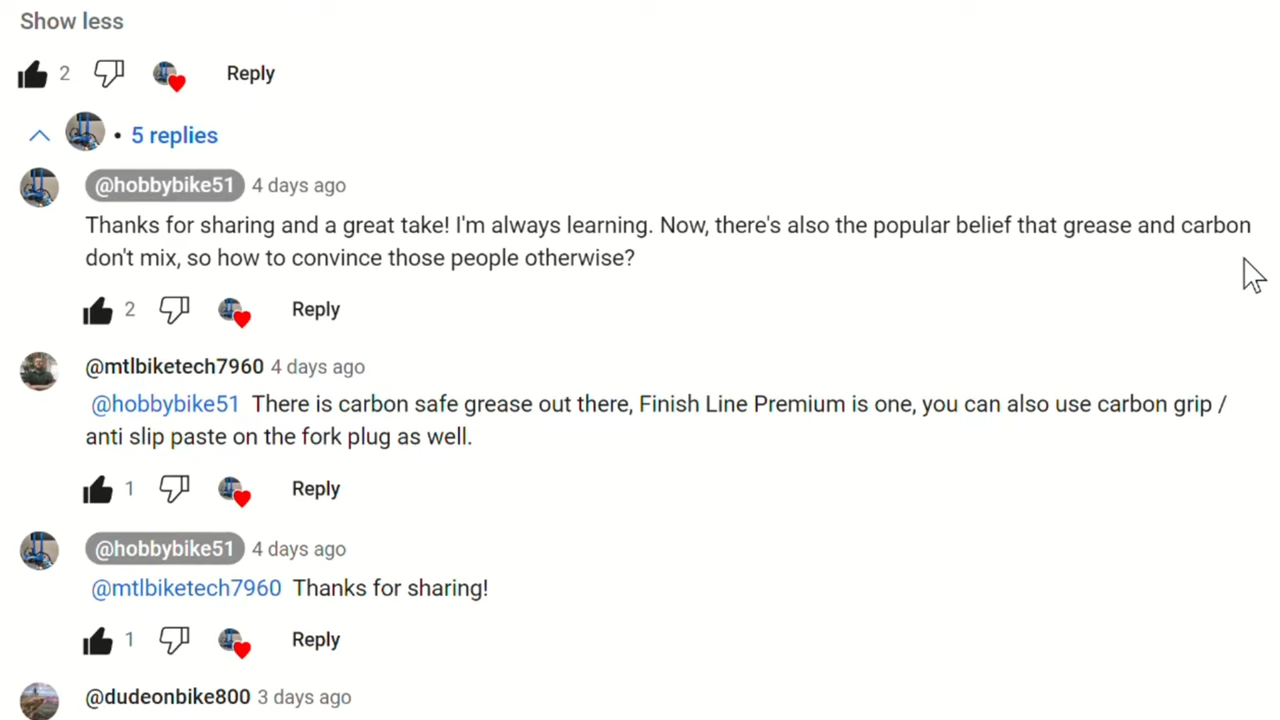 Show less
2 Reply
• 5 replies
@hobbybike51 4 days ago
Thanks for sharing and a great take! I'm always learning. Now, there's also the popular belief that grease and carbon
don't mix, so how to convince those people otherwise?
2 Reply
@mtlbiketech7960 4 days ago
@hobbybike51 There is carbon safe grease out there, Finish Line Premium is one, you can also use carbon grip /
anti slip paste on the fork plug as well.
1 Reply
@hobbybike51 4 days ago
@mtlbiketech7960 Thanks for sharing!
1 Reply
@dudeonbike800 3 days ago